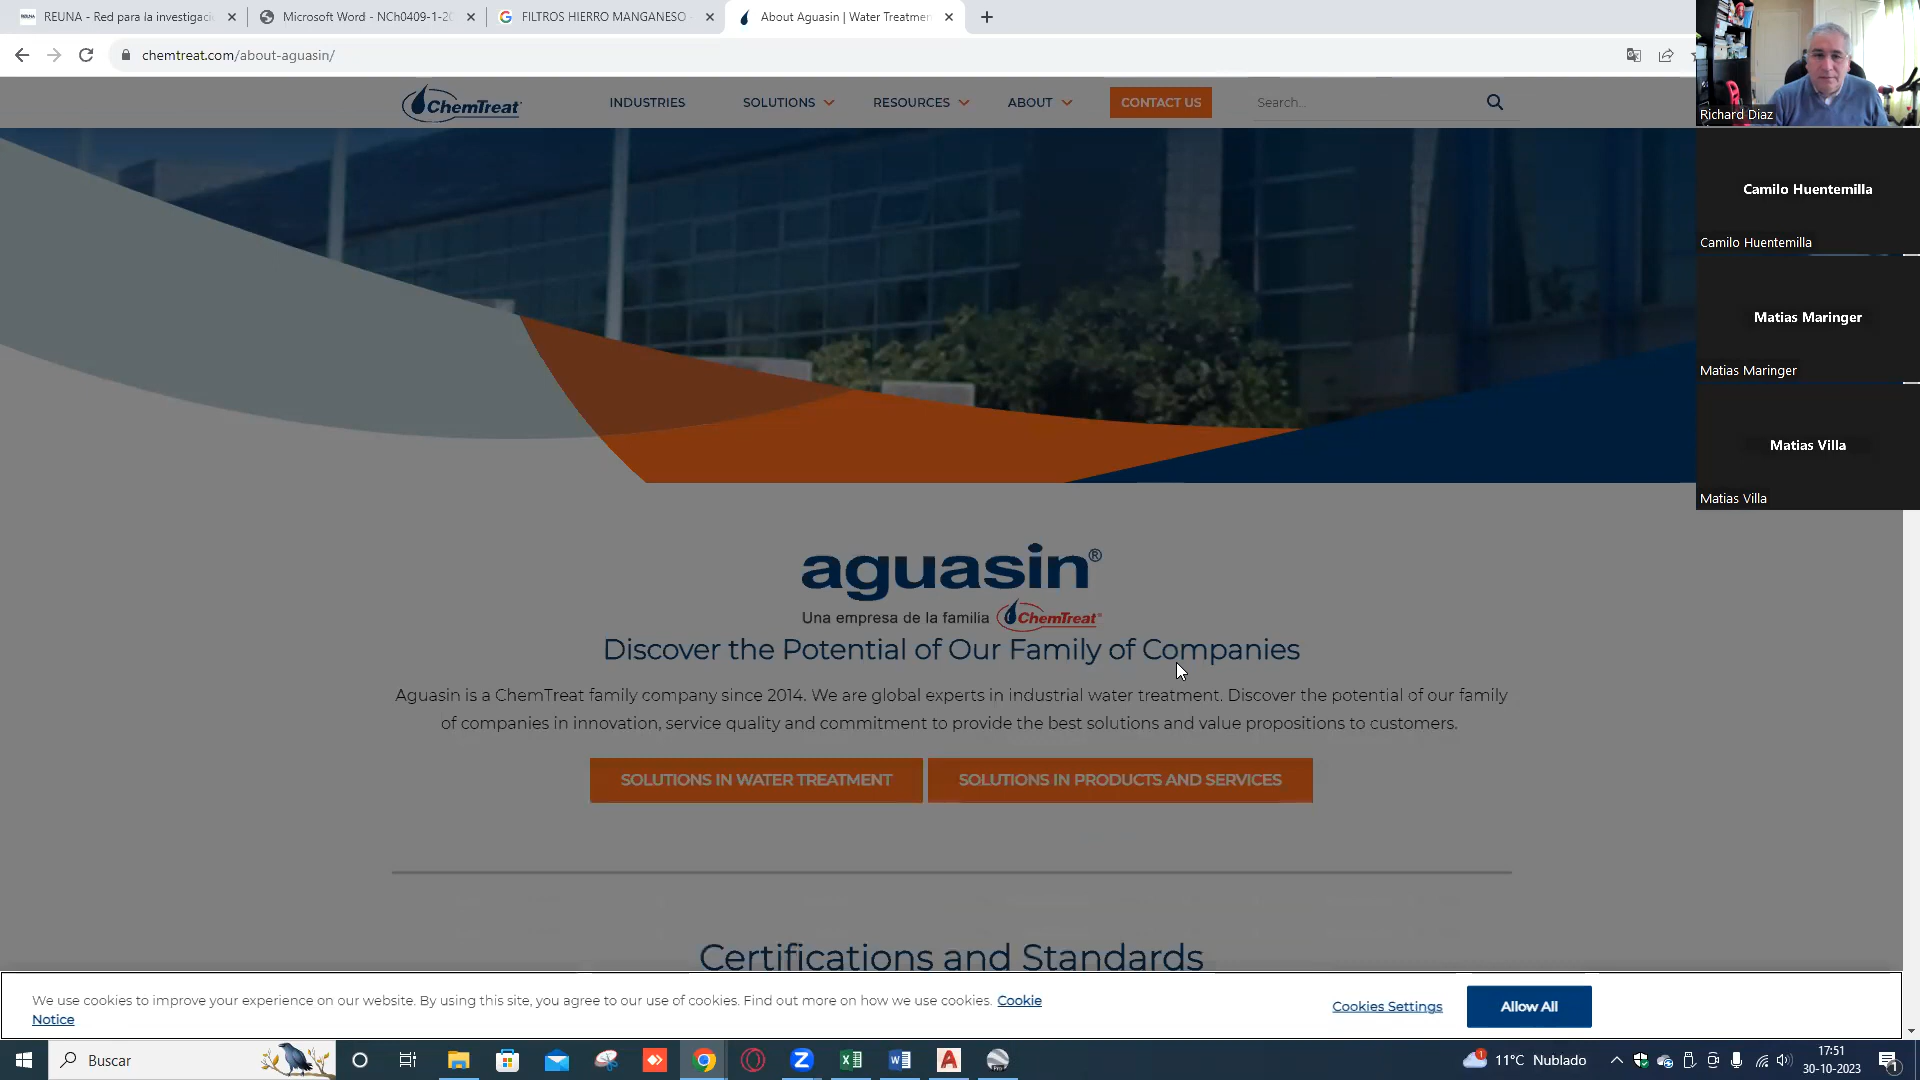 REUNA - Red para la investigaci
Microsoft Word - NCh0409-1-20
FILTROS HIERRO MANGANESO -
About Aguasin | Water Treatmen
chemtreat.com/about-aguasin/
ChemTreat
INDUSTRIES
SOLUTIONS
RESOURCES
ABOUT
CONTACT US
Search...
Richard Diaz
Camilo Huentemilla
Camilo Huentemilla
Matias Maringer
Matias Maringer
Matias Villa
Matias Villa
aguasin®
Una empresa de la familia ChemTreat®
Discover the Potential of Our Family of Companies
Aguasin is a ChemTreat family company since 2014. We are global experts in industrial water treatment. Discover the potential of our family
of companies in innovation, service quality and commitment to provide the best solutions and value propositions to customers.
SOLUTIONS IN WATER TREATMENT
SOLUTIONS IN PRODUCTS AND SERVICES
Certifications and Standards
We use cookies to improve your experience on our website. By using this site, you agree to our use of cookies. Find out more on how we use cookies. Cookie
Notice
Cookies Settings
Allow All
Buscar
11°C Nublado
17:51
30-10-2023